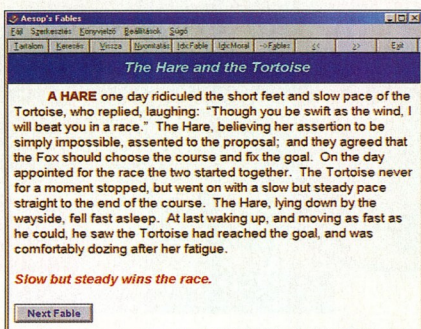 Aesop's Fables
Fájl Szerkesztés Könyvjelző Beállítások Súgó
Tartalom Keresés Vissza Nyomtatás IdxFable IdxMoral ->Fables << >> Exit
The Hare and the Tortoise
A HARE one day ridiculed the short feet and slow pace of the
Tortoise, who replied, laughing: "Though you be swift as the wind, I
will beat you in a race." The Hare, believing her assertion to be
simply impossible, assented to the proposal; and they agreed that
the Fox should choose the course and fix the goal. On the day
appointed for the race the two started together. The Tortoise never
for a moment stopped, but went on with a slow but steady pace
straight to the end of the course. The Hare, lying down by the
wayside, fell fast asleep. At last waking up, and moving as fast as
he could, he saw the Tortoise had reached the goal, and was
comfortably dozing after her fatigue.
Slow but steady wins the race.
Next Fable